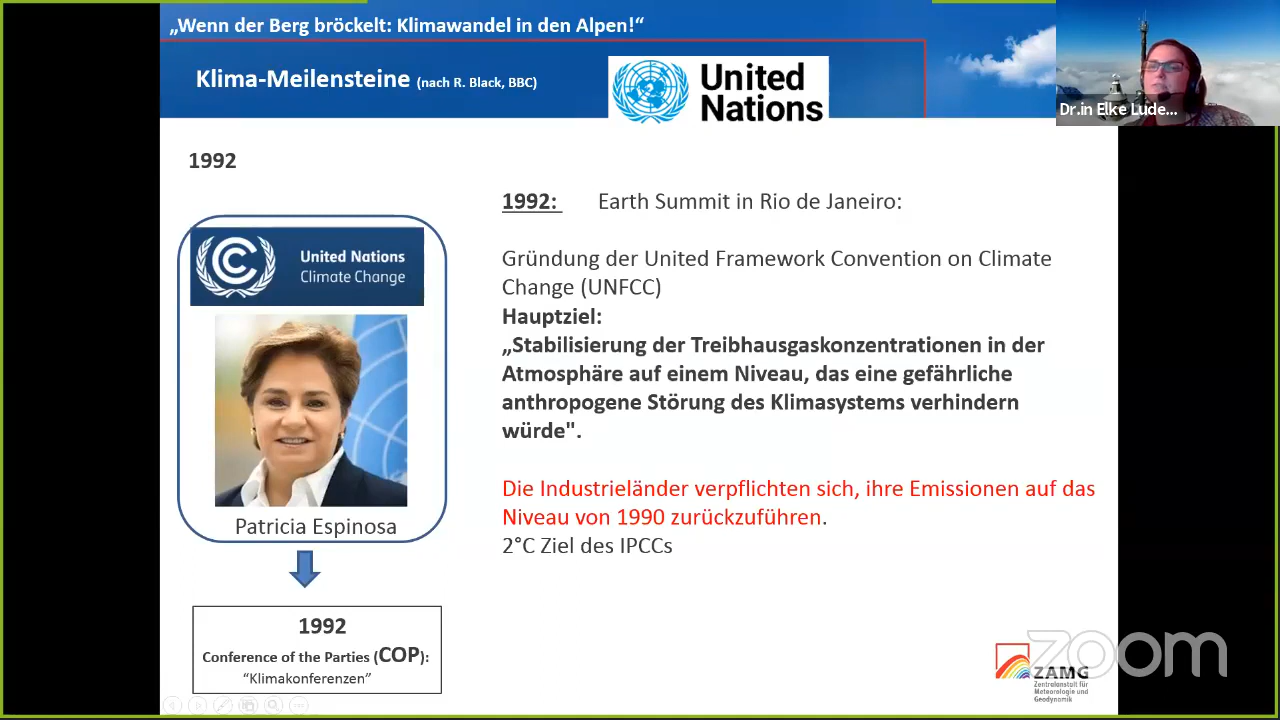 „Wenn der Berg bröckelt: Klimawandel in den Alpen!“
Klima-Meilensteine (nach R. Black, BBC)
United
Nations
Dr.in Elke Lude...
1992
1992: Earth Summit in Rio de Janeiro:
Gründung der United Framework Convention on Climate
Change (UNFCC)
Hauptziel:
„Stabilisierung der Treibhausgaskonzentrationen in der
Atmosphäre auf einem Niveau, das eine gefährliche
anthropogene Störung des Klimasystems verhindern
würde".
Die Industrieländer verpflichten sich, ihre Emissionen auf das
Niveau von 1990 zurückzuführen.
2°C Ziel des IPCCs
United Nations
Climate Change
Patricia Espinosa
1992
Conference of the Parties (COP):
“Klimakonferenzen”
zoom
ZAMG
Zentralanstalt für
Meteorologie und
Geodynamik